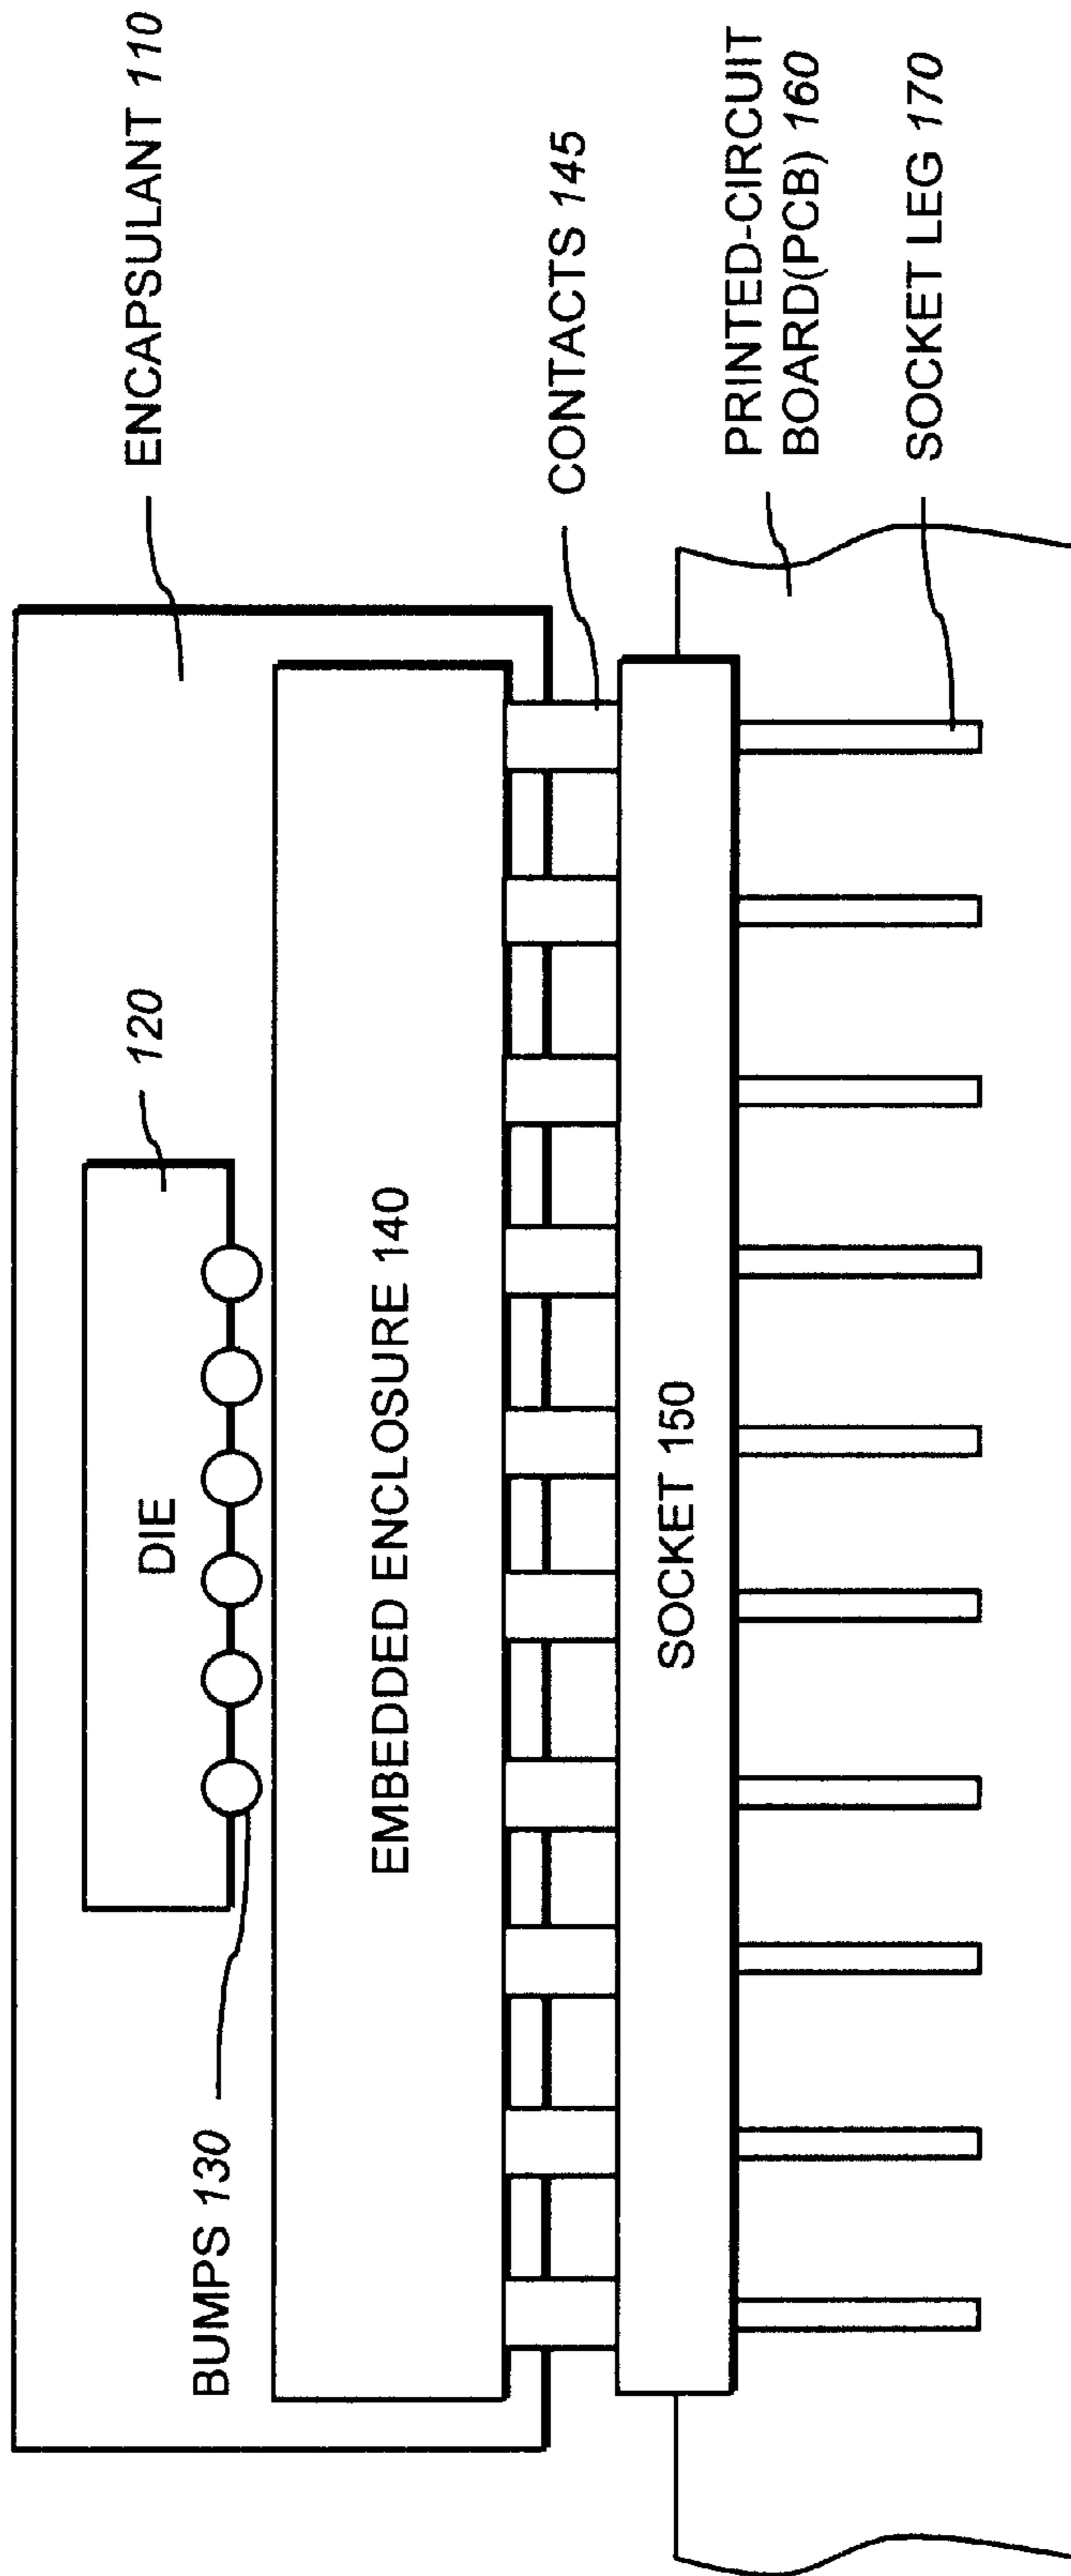 ENCAPSULANT 110
120
DIE
BUMPS 130
EMBEDDED ENCLOSURE 140
CONTACTS 145
SOCKET 150
PRINTED-CIRCUIT
BOARD(PCB) 160
SOCKET LEG 170